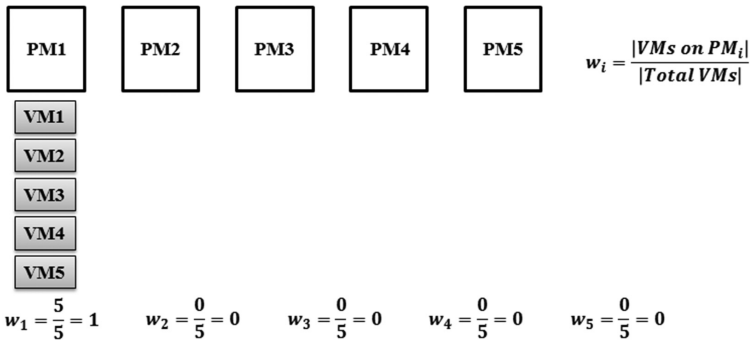 PM1 PM2 PM3 PM4 PM5
w_i = |VMs on PM_i| / |Total VMs|
VM1
VM2
VM3
VM4
VM5
w_1 = 5/5 = 1 w_2 = 0/5 = 0 w_3 = 0/5 = 0 w_4 = 0/5 = 0 w_5 = 0/5 = 0